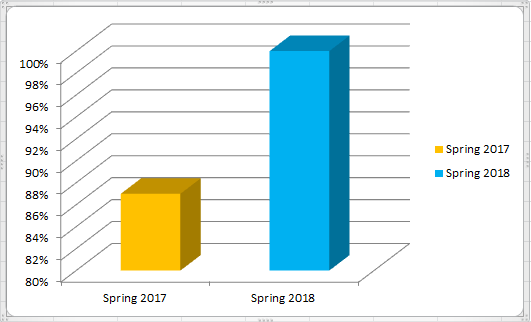 100%
98%
96%
94%
92%
90%
88%
86%
84%
82%
80%
Spring 2017
Spring 2018
Spring 2017
Spring 2018